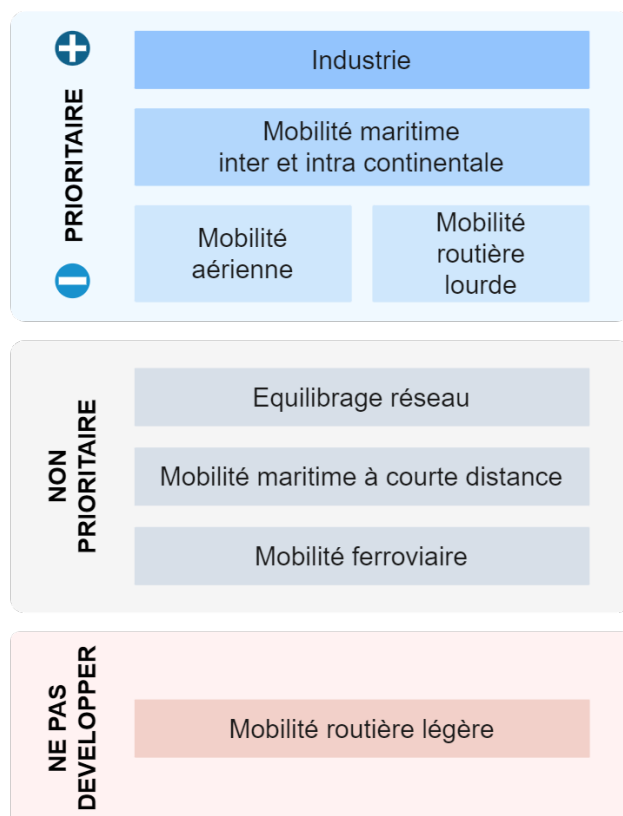 PRIORITAIRE
Industrie
Mobilité maritime
inter et intra continentale
Mobilité
aérienne
Mobilité
routière
lourde
NON
PRIORITAIRE
Equilibrage réseau
Mobilité maritime à courte distance
Mobilité ferroviaire
NE PAS
DEVELOPPER
Mobilité routière légère